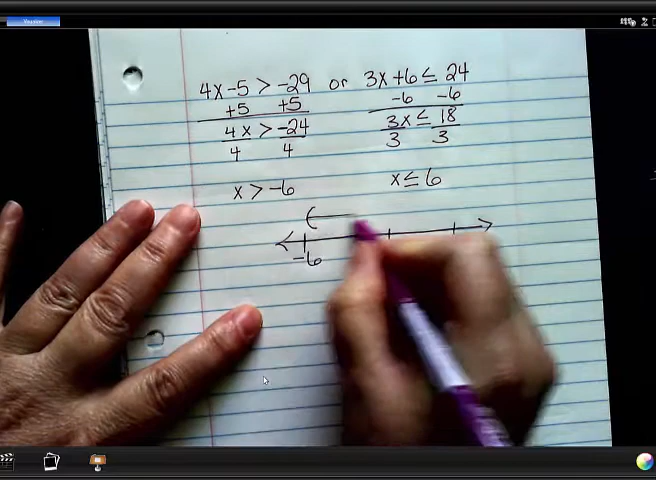 4x-5 > -29 or 3x+6 ≤ 24
+5 +5 -6 -6
4x > -24 3x ≤ 18
4 4 3 3
x > -6 x ≤ 6
-6